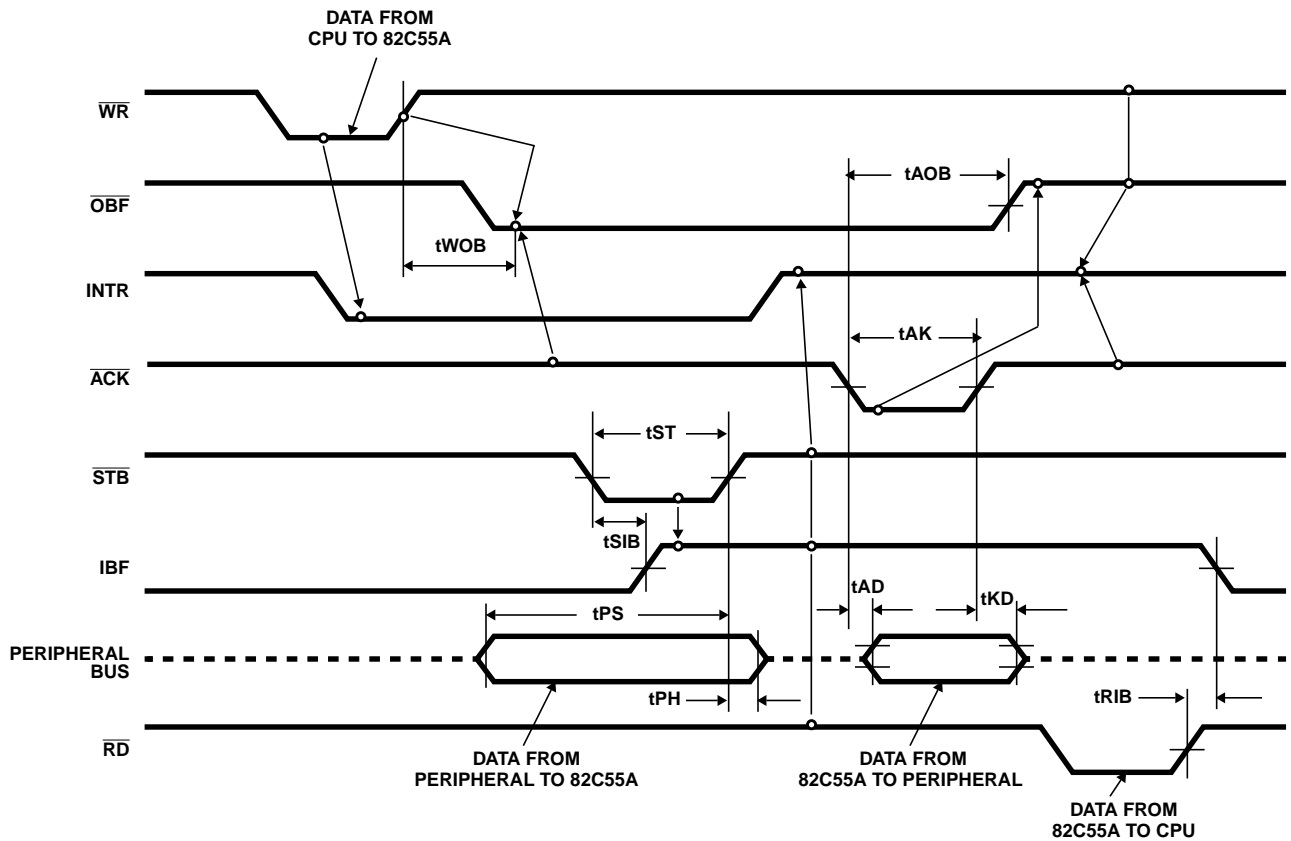 DATA FROM
CPU TO 82C55A
WR
OBF
tAOB
tWOB
INTR
tAK
ACK
tST
STB
tSIB
IBF
tAD
tKD
tPS
PERIPHERAL
BUS
tPH
tRIB
RD
DATA FROM
PERIPHERAL TO 82C55A
DATA FROM
82C55A TO PERIPHERAL
DATA FROM
82C55A TO CPU